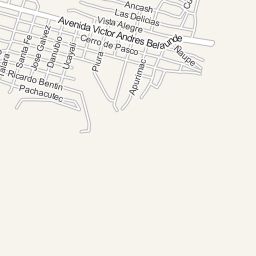 Ancash
Las Delicias
Vista Alegre
Avenida Victor Andres Belaunde
Cerro de Pasco
Naupe
Santa Fe
Jose Galvez
Danubio
Ucayali
Piura
Apurimac
Ricardo Bentin
Pachacutec